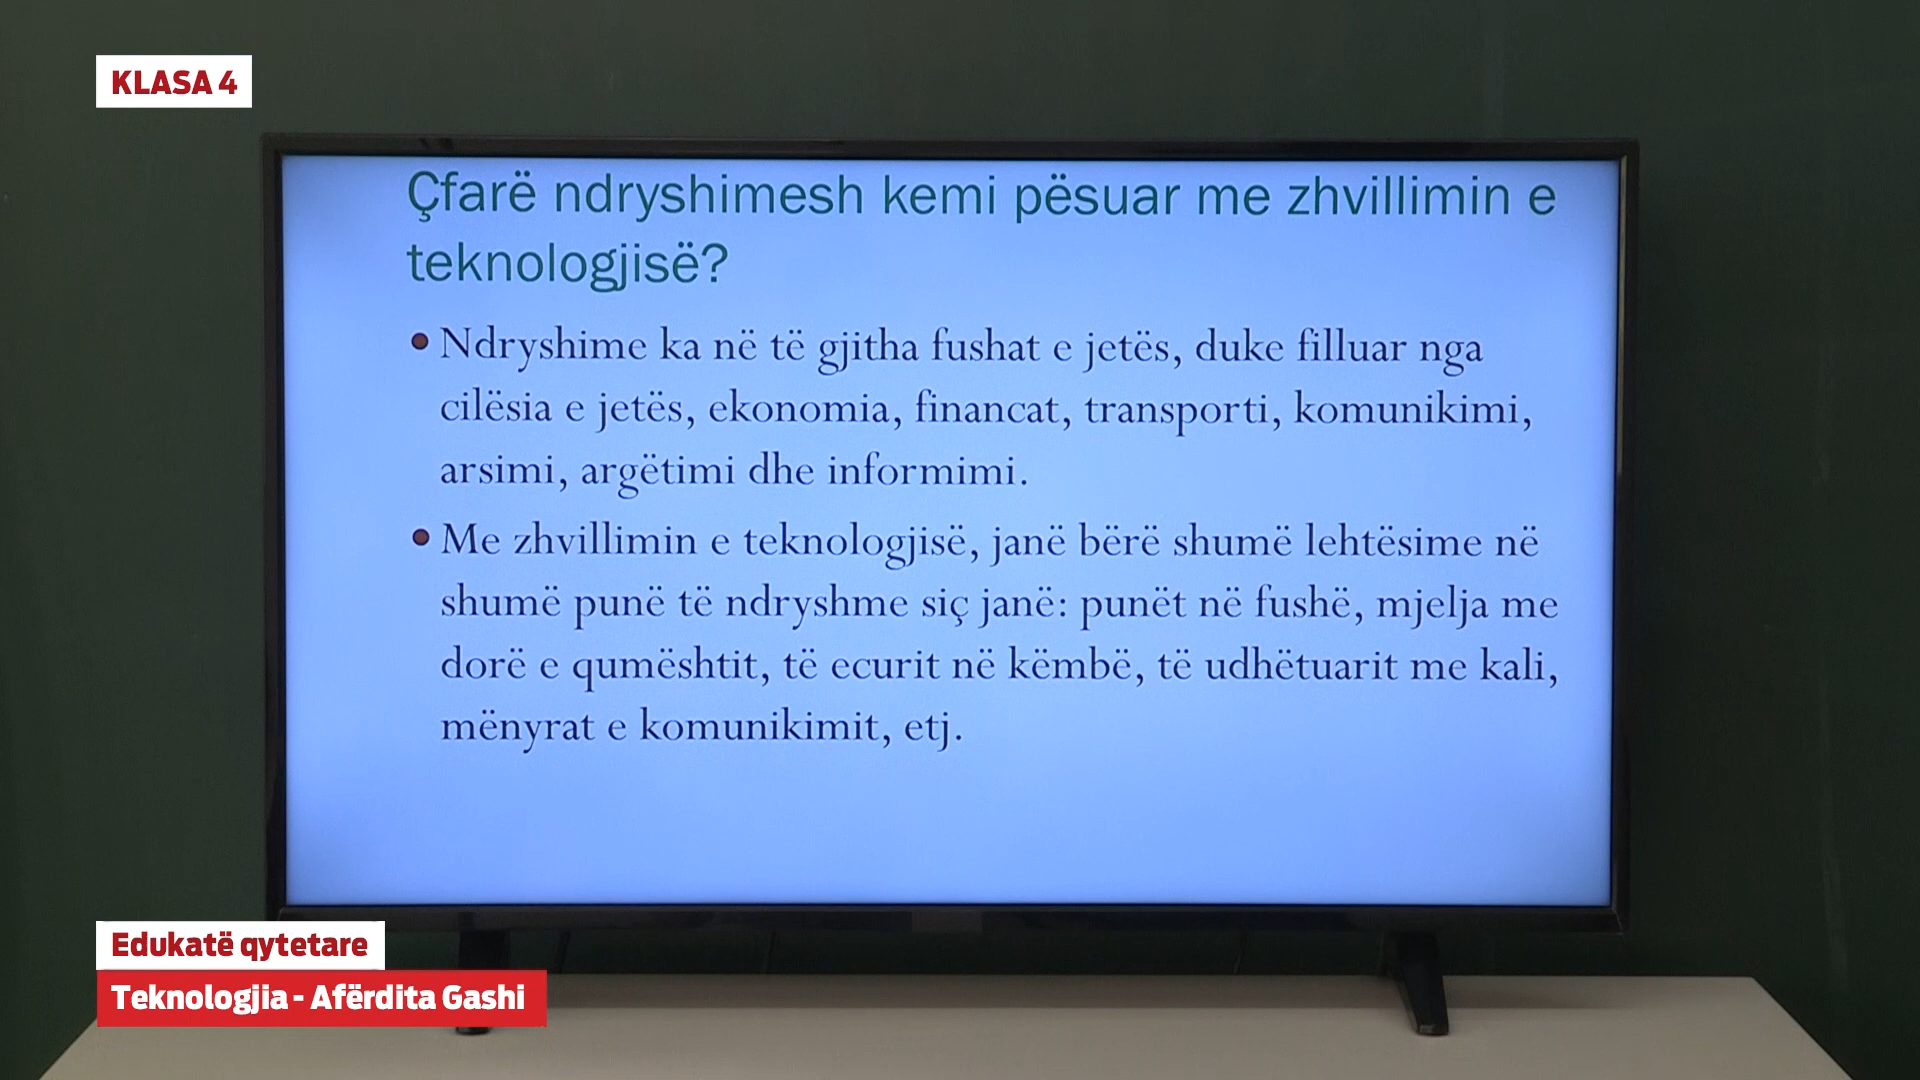 KLASA 4
Çfarë ndryshimesh kemi pësuar me zhvillimin e
teknologjisë?
• Ndryshime ka në të gjitha fushat e jetës, duke filluar nga
cilësia e jetës, ekonomia, financat, transporti, komunikimi,
arsimi, argëtimi dhe informimi.
• Me zhvillimin e teknologjisë, janë bërë shumë lehtësime në
shumë punë të ndryshme siç janë: punët në fushë, mjelja me
dorë e qumështit, të ecurit në këmbë, të udhëtuarit me kali,
mënyrat e komunikimit, etj.
Edukatë qytetare
Teknologjia - Afërdita Gashi